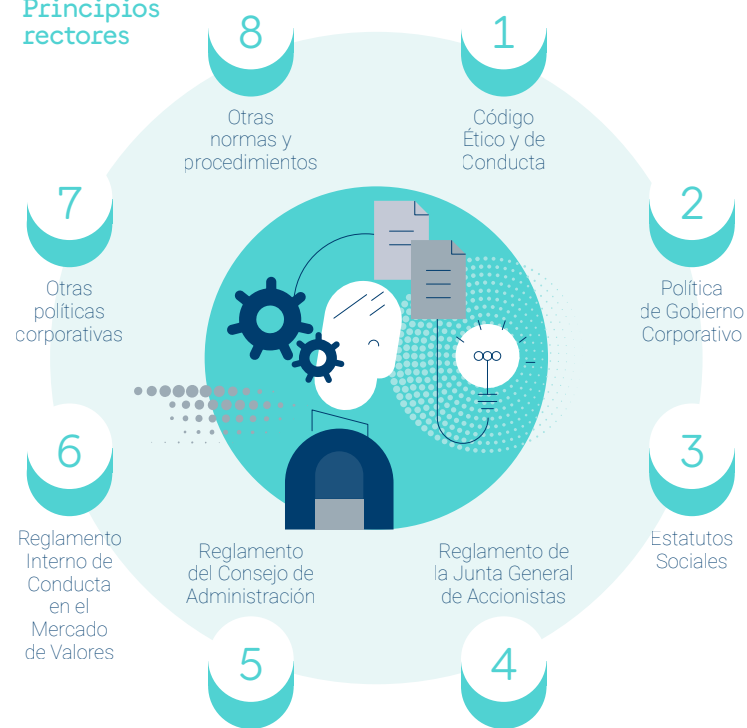 Principios
rectores
1
Código
Ético y de
Conducta
2
Política
de Gobierno
Corporativo
3
Estatutos
Sociales
4
Reglamento de
la Junta General
de Accionistas
5
Reglamento
del Consejo de
Administración
6
Reglamento
Interno de
Conducta
en el
Mercado
de Valores
7
Otras
políticas
corporativas
8
Otras
normas y
procedimientos